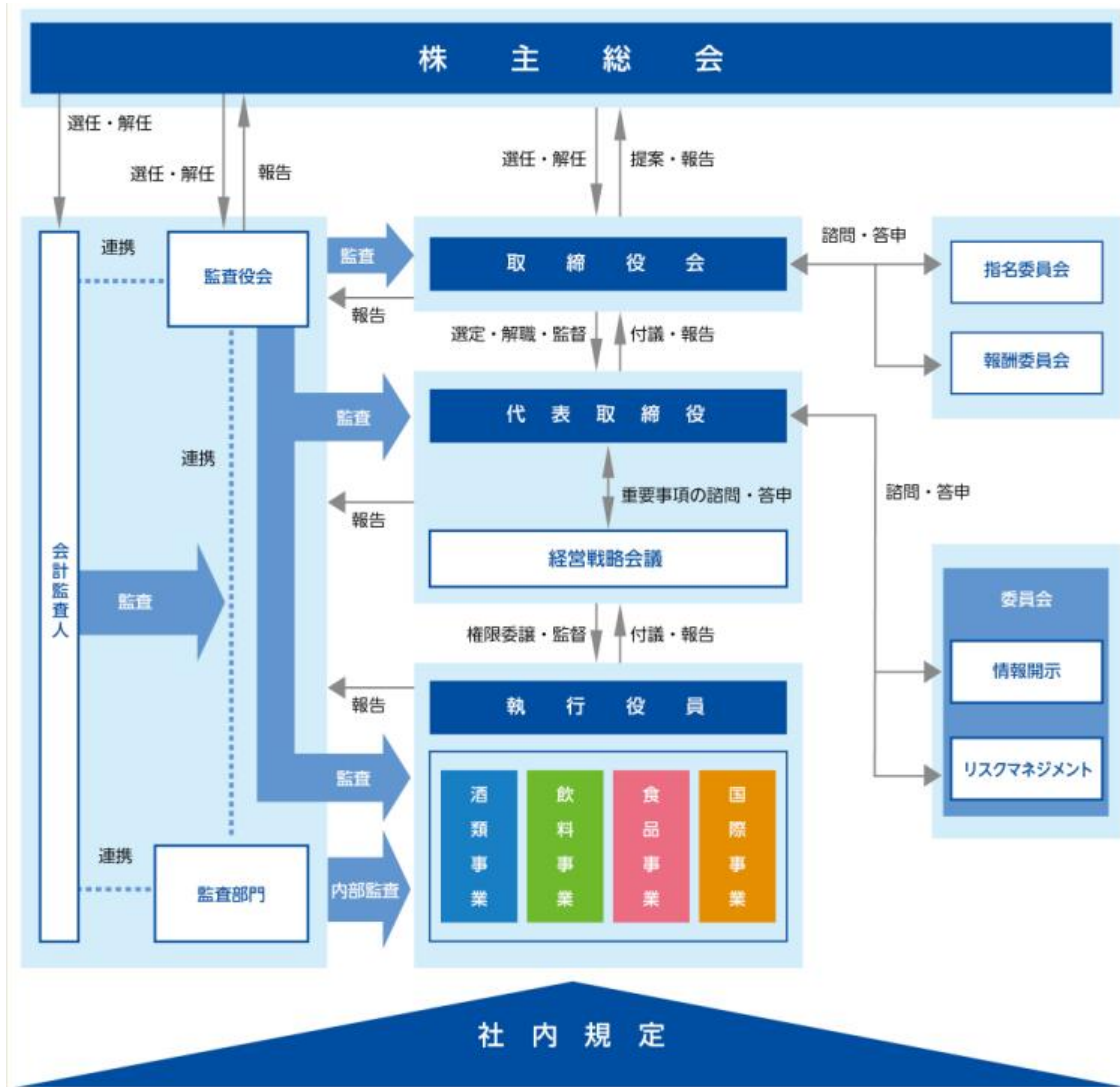 株主総会
選任・解任
選任・解任
報告
選任・解任
提案・報告
連携
監査役会
監査
取締役会
諮問・答申
指名委員会
報告
選定・解職・監督
付議・報告
報酬委員会
監査
代表取締役
連携
重要事項の諮問・答申
諮問・答申
報告
経営戦略会議
会計監査人
監査
委員会
権限委譲・監督
付議・報告
情報開示
報告
執行役員
監査
リスクマネジメント
酒類事業
飲料事業
食品事業
国際事業
連携
監査部門
内部監査
社内規定